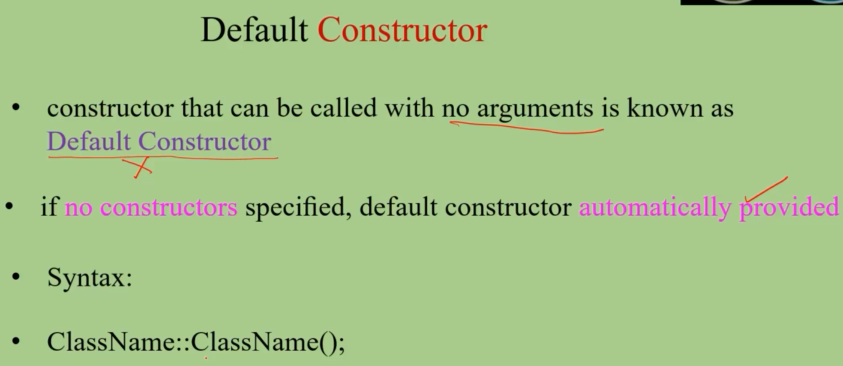 Default Constructor
• constructor that can be called with no arguments is known as
Default Constructor
• if no constructors specified, default constructor automatically provided
• Syntax:
• ClassName::ClassName();